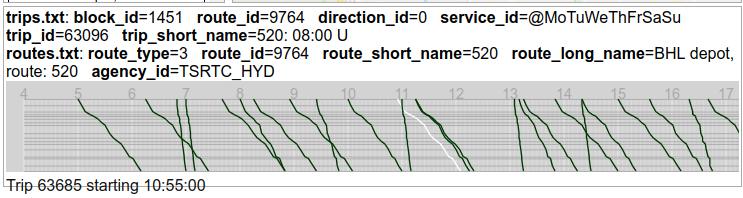 trips.txt: block_id=1451 route_id=9764 direction_id=0 service_id=@MoTuWeThFrSaSu
trip_id=63096 trip_short_name=520: 08:00 U
routes.txt: route_type=3 route_id=9764 route_short_name=520 route_long_name=BHL depot,
route: 520 agency_id=TSRTC_HYD
4 5 6 7 8 9 10 11 12 13 14 15 16 17
Trip 63685 starting 10:55:00